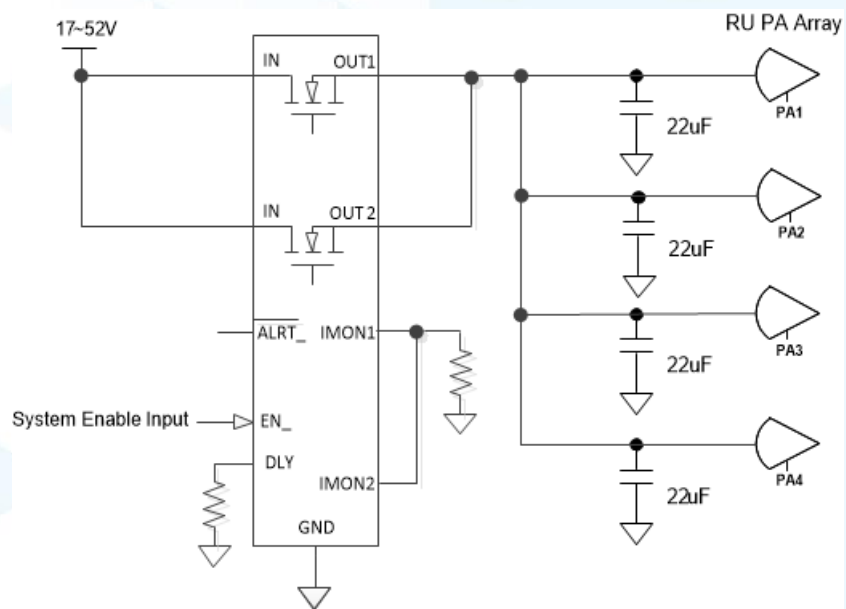 17~52V
RU PA Array
IN
OUT1
PA1
22uF
IN
OUT 2
PA2
22uF
ALRT_
IMON1
PA3
22uF
System Enable Input
EN_
DLY
IMON2
PA4
22uF
GND